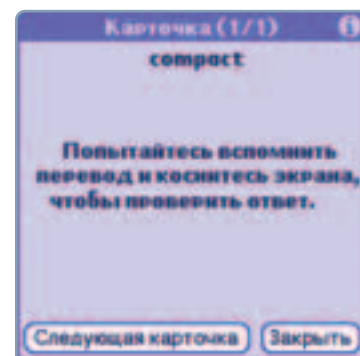 Карточка (1/1)
compact
Попытайтесь вспомнить
перевод и коснитесь экрана,
чтобы проверить ответ.
Следующая карточка Закрыть